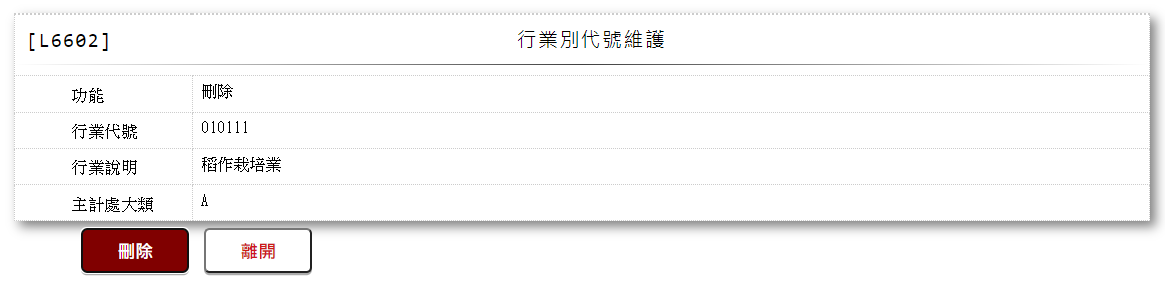 [L6602] 行業別代號維護
功能 刪除
行業代號 010111
行業說明 稻作栽培業
主計處大類 A
刪除 離開